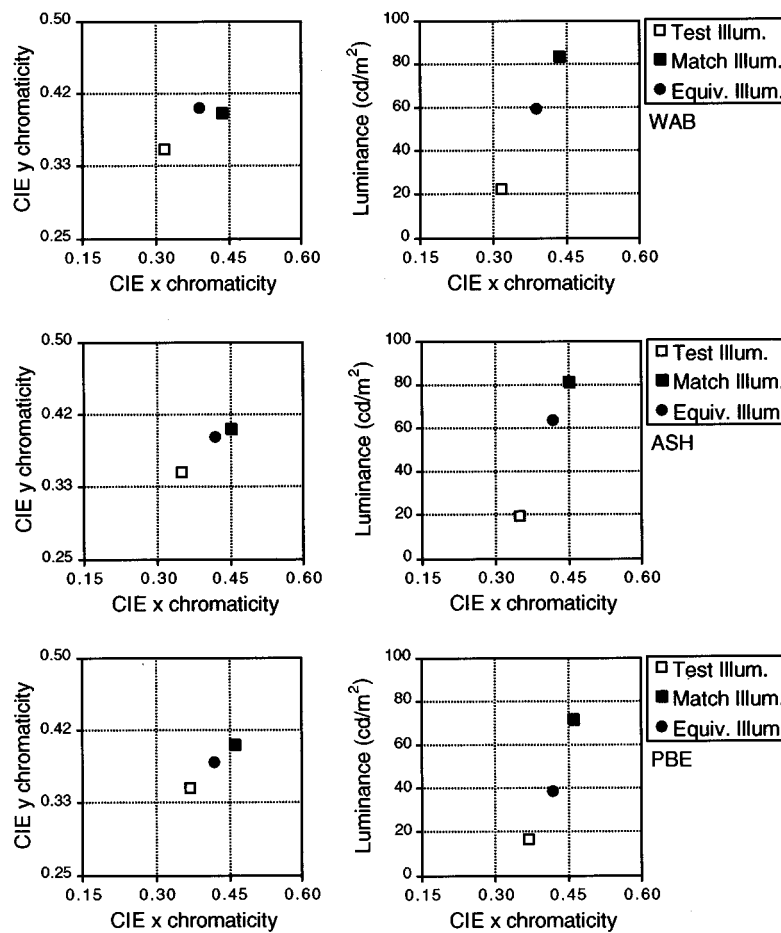 0.50
0.42
0.33
0.25
0.15 0.30 0.45 0.60
CIE y chromaticity
CIE x chromaticity
100
80
60
40
20
0
0.15 0.30 0.45 0.60
Luminance (cd/m²)
CIE x chromaticity
Test Illum.
Match Illum.
Equiv. Illum.
WAB
0.50
0.42
0.33
0.25
0.15 0.30 0.45 0.60
CIE y chromaticity
CIE x chromaticity
100
80
60
40
20
0
0.15 0.30 0.45 0.60
Luminance (cd/m²)
CIE x chromaticity
Test Illum.
Match Illum.
Equiv. Illum.
ASH
0.50
0.42
0.33
0.25
0.15 0.30 0.45 0.60
CIE y chromaticity
CIE x chromaticity
100
80
60
40
20
0
0.15 0.30 0.45 0.60
Luminance (cd/m²)
CIE x chromaticity
Test Illum.
Match Illum.
Equiv. Illum.
PBE